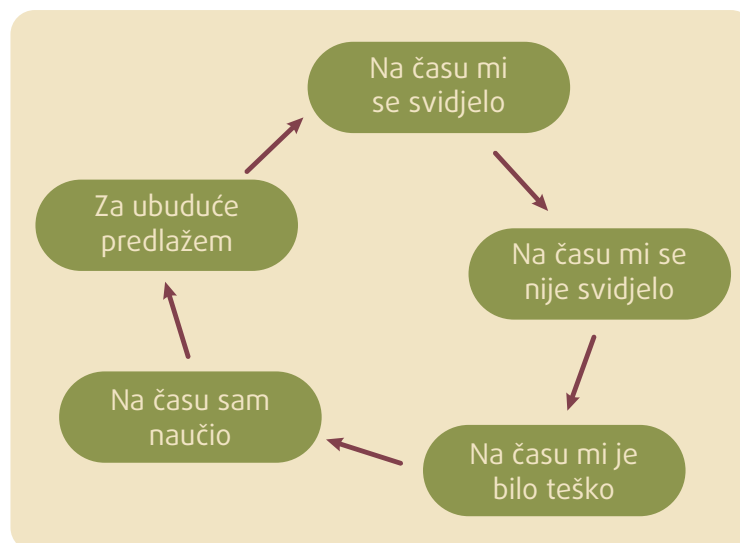 Na času mi
se svidjelo
Na času mi se
nije svidjelo
Na času mi je
bilo teško
Na času sam
naučio
Za ubuduće
predlažem